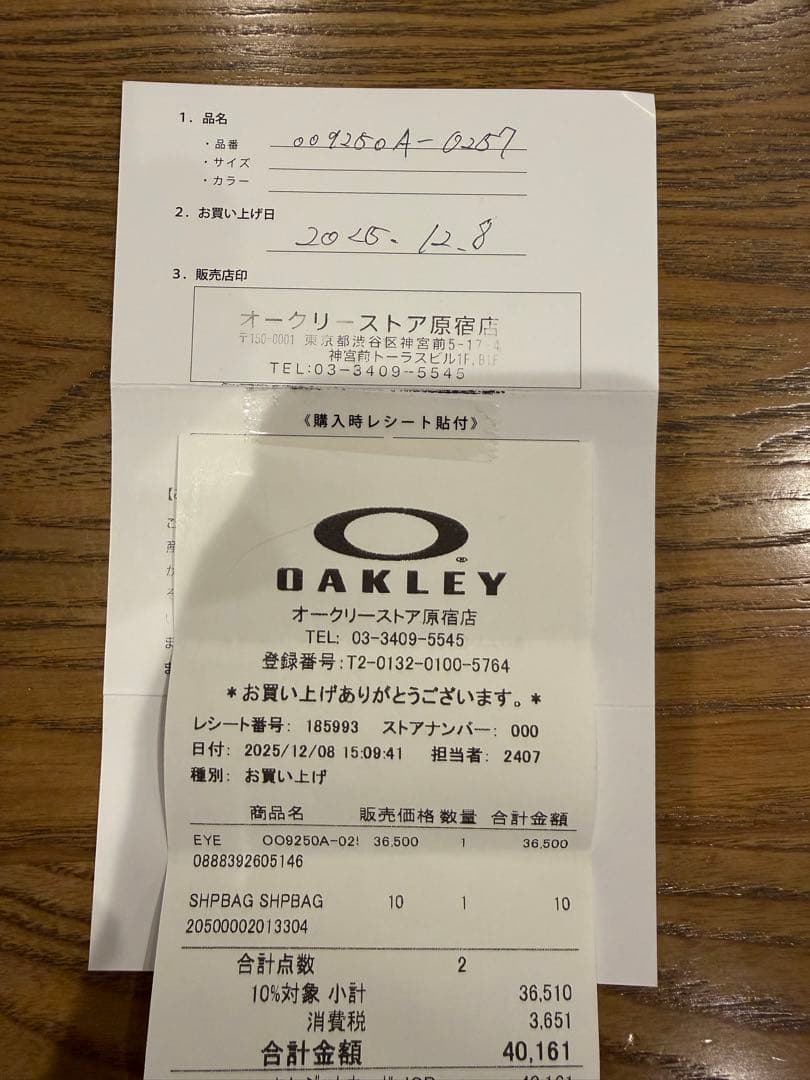 1. 品名
・品番 OO9250A-0257
・サイズ
・カラー
2. お買い上げ日
2025. 12. 8
3. 販売店印
オークリーストア原宿店
〒150-0001 東京都渋谷区神宮前5-17-4
神宮前トーラスビル1F,B1F
TEL:03-3409-5545
《購入時レシート貼付》
OAKLEY
オークリーストア原宿店
TEL: 03-3409-5545
登録番号:T2-0132-0100-5764
*お買い上げありがとうございます。*
レシート番号: 185993 ストアナンバー: 000
日付: 2025/12/08 15:09:41 担当者: 2407
種別: お買い上げ
商品名 販売価格 数量 合計金額
EYE OO9250A-02 36,500 1 36,500
0888392605146
SHPBAG SHPBAG 10 1 10
20500002013304
合計点数 2
10%対象 小計 36,510
消費税 3,651
合計金額 40,161